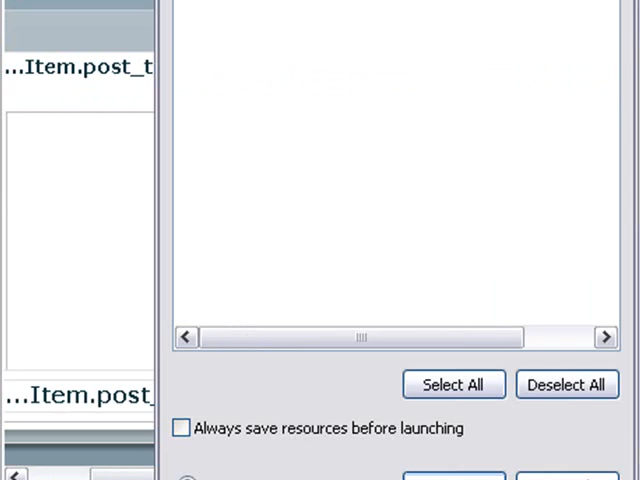 ...Item.post_t
...Item.post_
Select All
Deselect All
Always save resources before launching